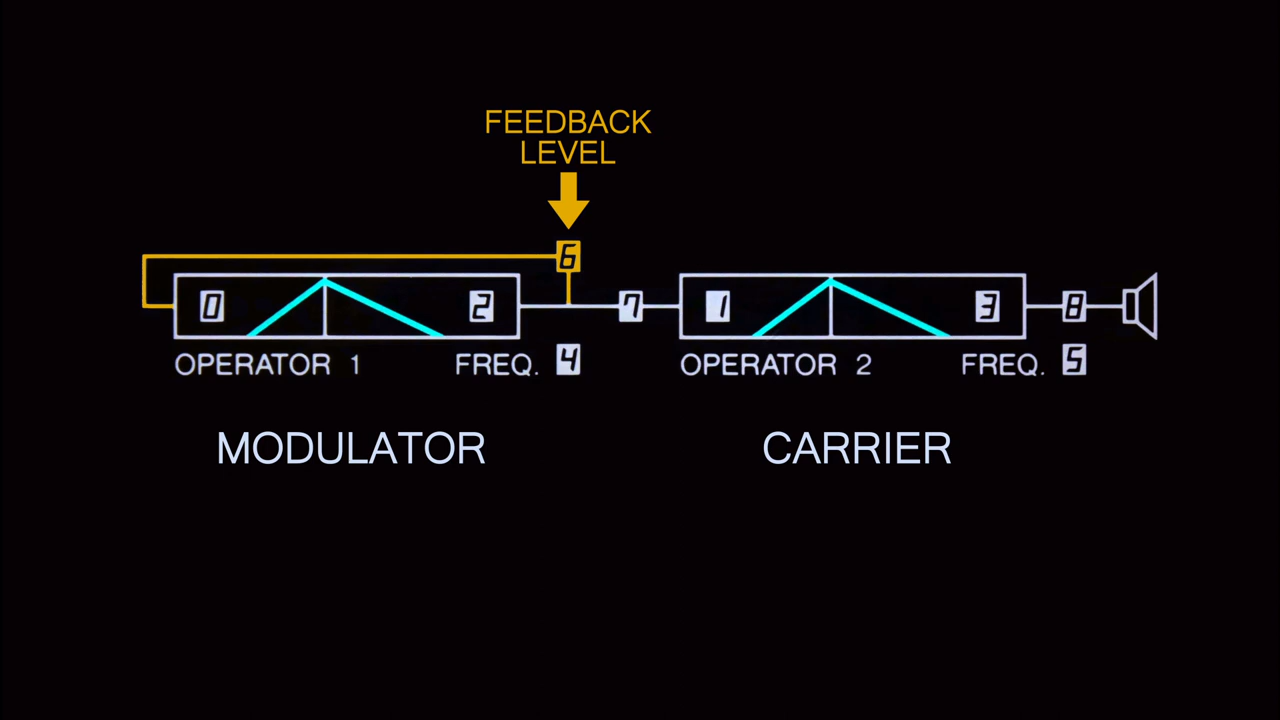 FEEDBACK
LEVEL
6
0 2 7 1 3 8
OPERATOR 1 FREQ. 4 OPERATOR 2 FREQ. 5
MODULATOR CARRIER